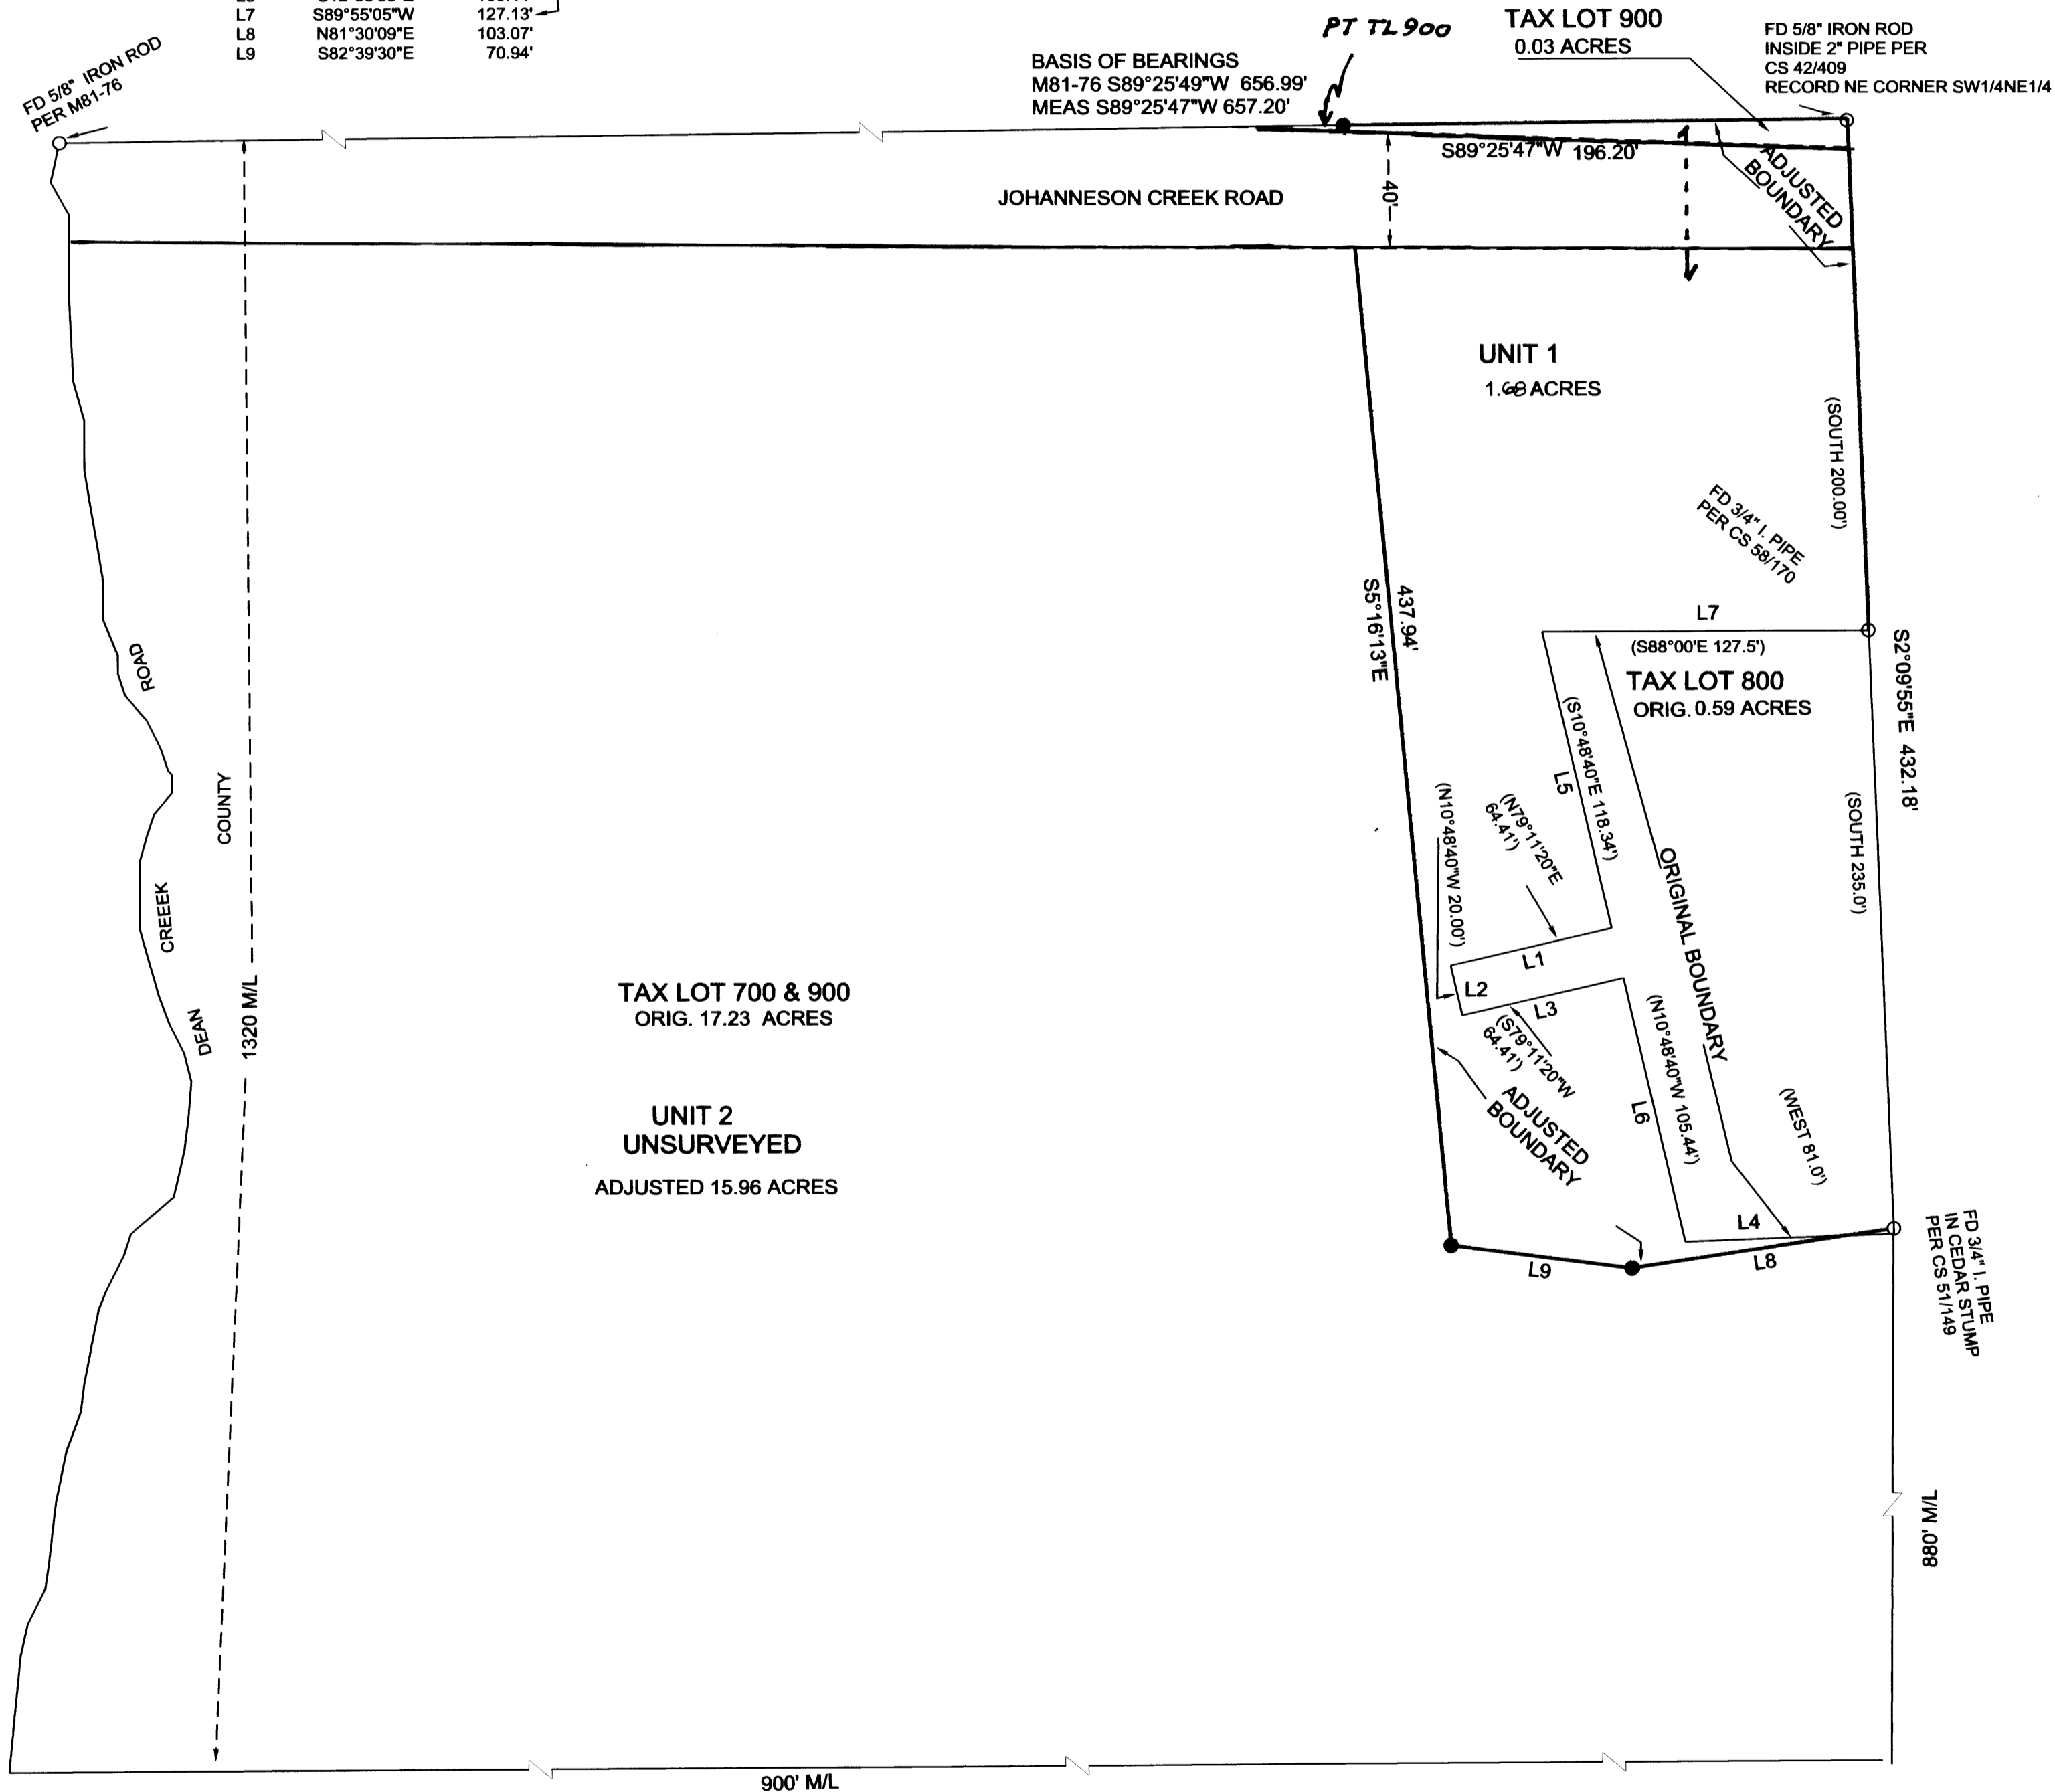 L7 S89°55'05"W 127.13'
L8 N81°30'09"E 103.07'
L9 S82°39'30"E 70.94'
FD 5/8" IRON ROD
PER M81-76
BASIS OF BEARINGS
M81-76 S89°25'49"W 656.99'
MEAS S89°25'47"W 657.20'
PT TL900
TAX LOT 900
0.03 ACRES
FD 5/8" IRON ROD
INSIDE 2" PIPE PER
CS 42/409
RECORD NE CORNER SW1/4NE1/4
S89°25'47"W 196.20'
ADJUSTED
BOUNDARY
40'
JOHANNESON CREEK ROAD
UNIT 1
1.68 ACRES
(SOUTH 200.00')
FD 3/4" I. PIPE
PER CS 58/170
437.94'
S5°16'13"E
L7
(S88°00'E 127.5')
TAX LOT 800
ORIG. 0.59 ACRES
S2°09'55"E 432.18'
(S10°48'40"E 118.34')
L5
(N10°48'40"W 20.00')
(N79°11'20"E
64.41')
ORIGINAL BOUNDARY
(SOUTH 235.0')
L1
L2
L3
(S79°11'20"W
64.41')
(N10°48'40"W 105.44')
L6
(WEST 81.0')
ADJUSTED
BOUNDARY
L4
L8
L9
FD 3/4" I. PIPE
IN CEDAR STUMP
PER CS 51/149
ROAD
COUNTY
CREEEK
DEAN
1320 M/L
TAX LOT 700 & 900
ORIG. 17.23 ACRES
UNIT 2
UNSURVEYED
ADJUSTED 15.96 ACRES
880' M/L
900' M/L